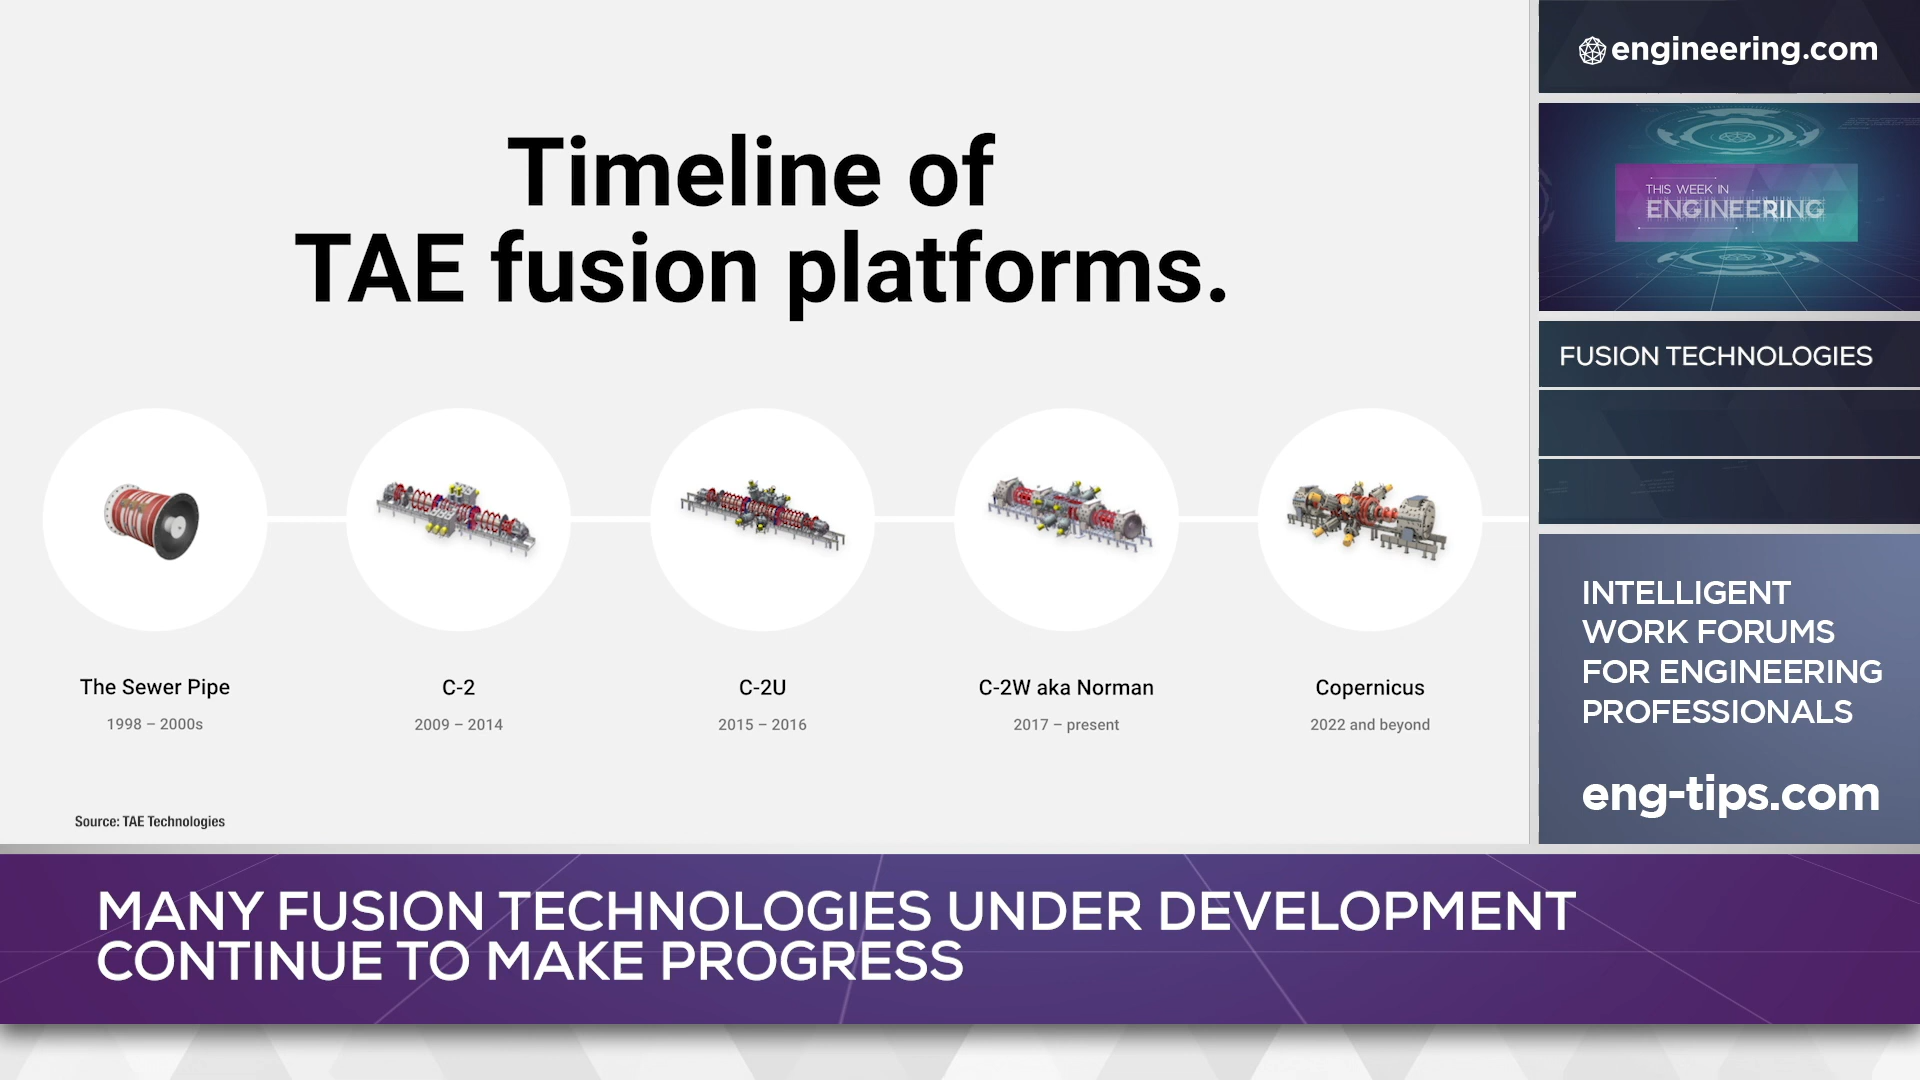 Timeline of
TAE fusion platforms.
The Sewer Pipe
1998 – 2000s
C-2
2009 – 2014
C-2U
2015 – 2016
C-2W aka Norman
2017 – present
Copernicus
2022 and beyond
Source: TAE Technologies
engineering.com
THIS WEEK IN
ENGINEERING
FUSION TECHNOLOGIES
INTELLIGENT
WORK FORUMS
FOR ENGINEERING
PROFESSIONALS
eng-tips.com
MANY FUSION TECHNOLOGIES UNDER DEVELOPMENT
CONTINUE TO MAKE PROGRESS